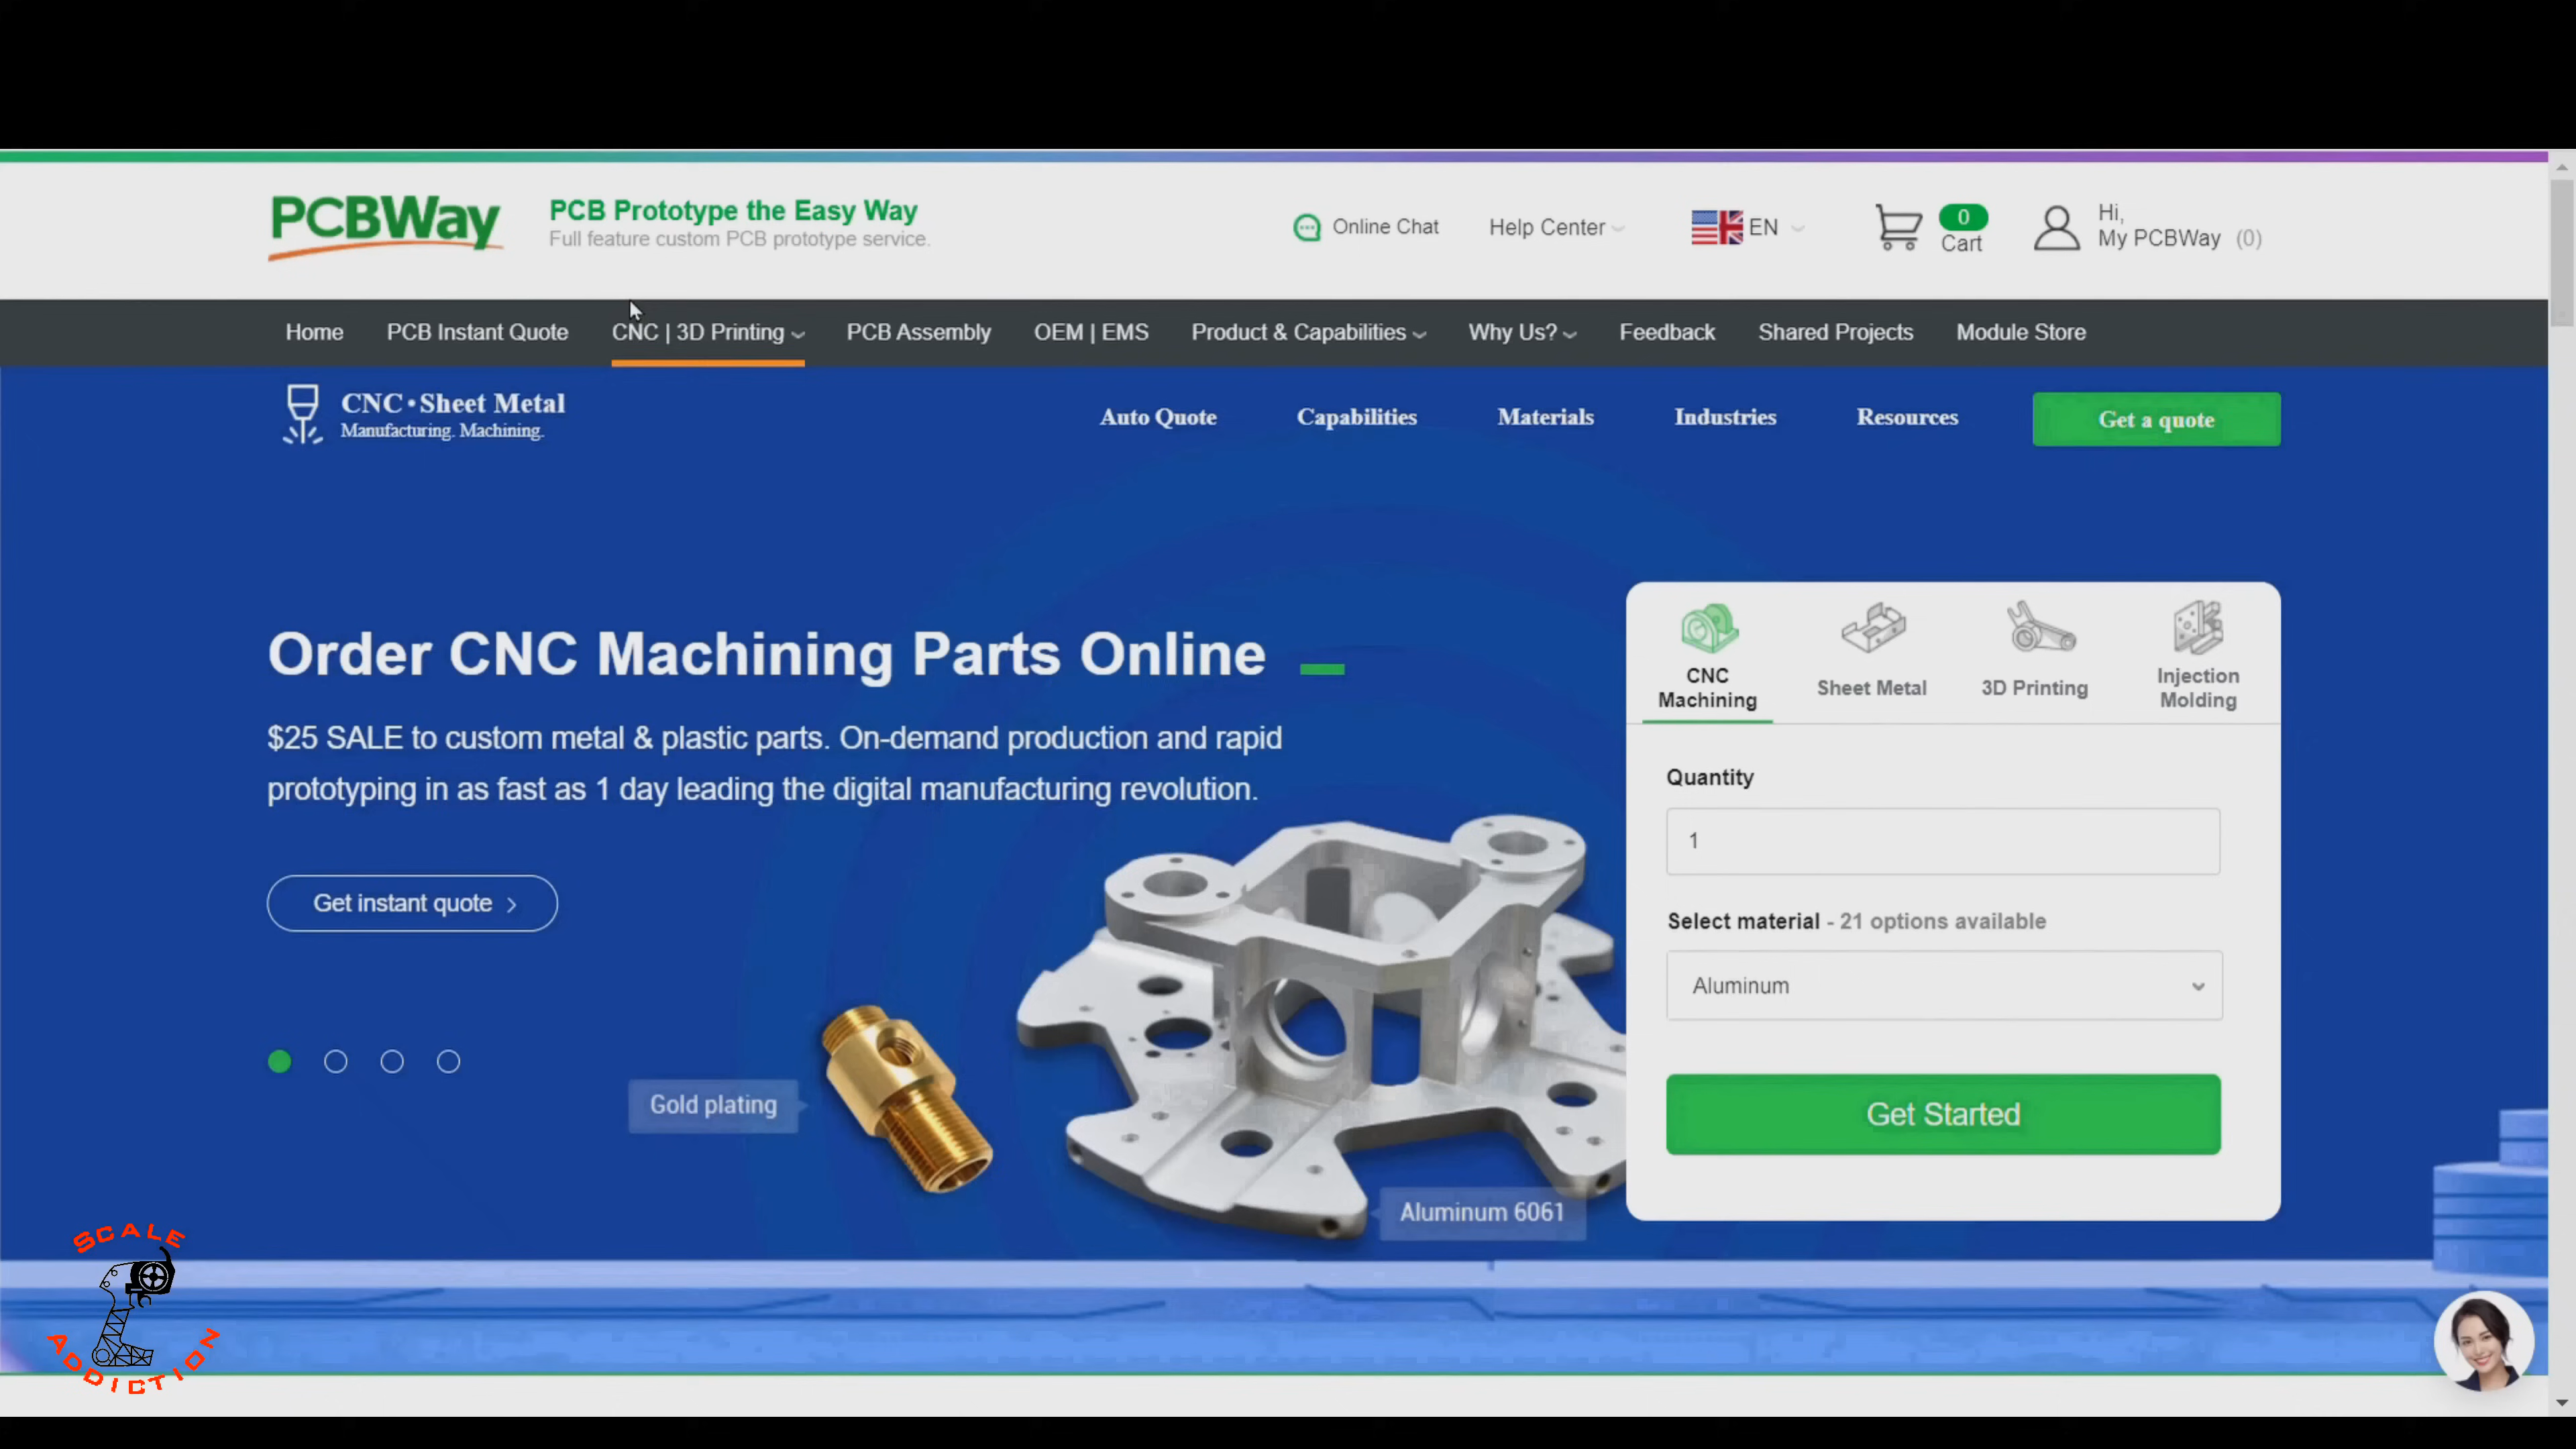 PCBWay
PCB Prototype the Easy Way
Full feature custom PCB prototype service.
Online Chat
Help Center
EN
0
Cart
Hi,
My PCBWay (0)
Home
PCB Instant Quote
CNC | 3D Printing
PCB Assembly
OEM | EMS
Product & Capabilities
Why Us?
Feedback
Shared Projects
Module Store
CNC • Sheet Metal
Manufacturing. Machining.
Auto Quote
Capabilities
Materials
Industries
Resources
Get a quote
Order CNC Machining Parts Online
$25 SALE to custom metal & plastic parts. On-demand production and rapid
prototyping in as fast as 1 day leading the digital manufacturing revolution.
Get instant quote >
Gold plating
Aluminum 6061
CNC
Machining
Sheet Metal
3D Printing
Injection
Molding
Quantity
1
Select material - 21 options available
Aluminum
Get Started
SCALE
ADDICTION